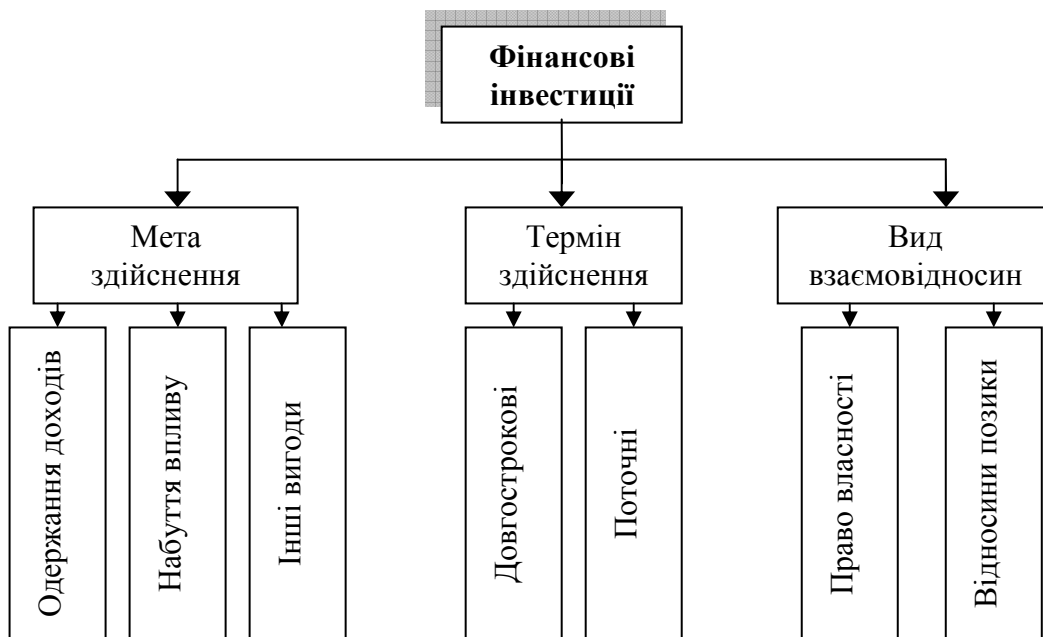 Фінансові
інвестиції
Мета
здійснення
Термін
здійснення
Вид
взаємовідносин
Одержання доходів
Набуття впливу
Інші вигоди
Довгострокові
Поточні
Право власності
Відносини позики